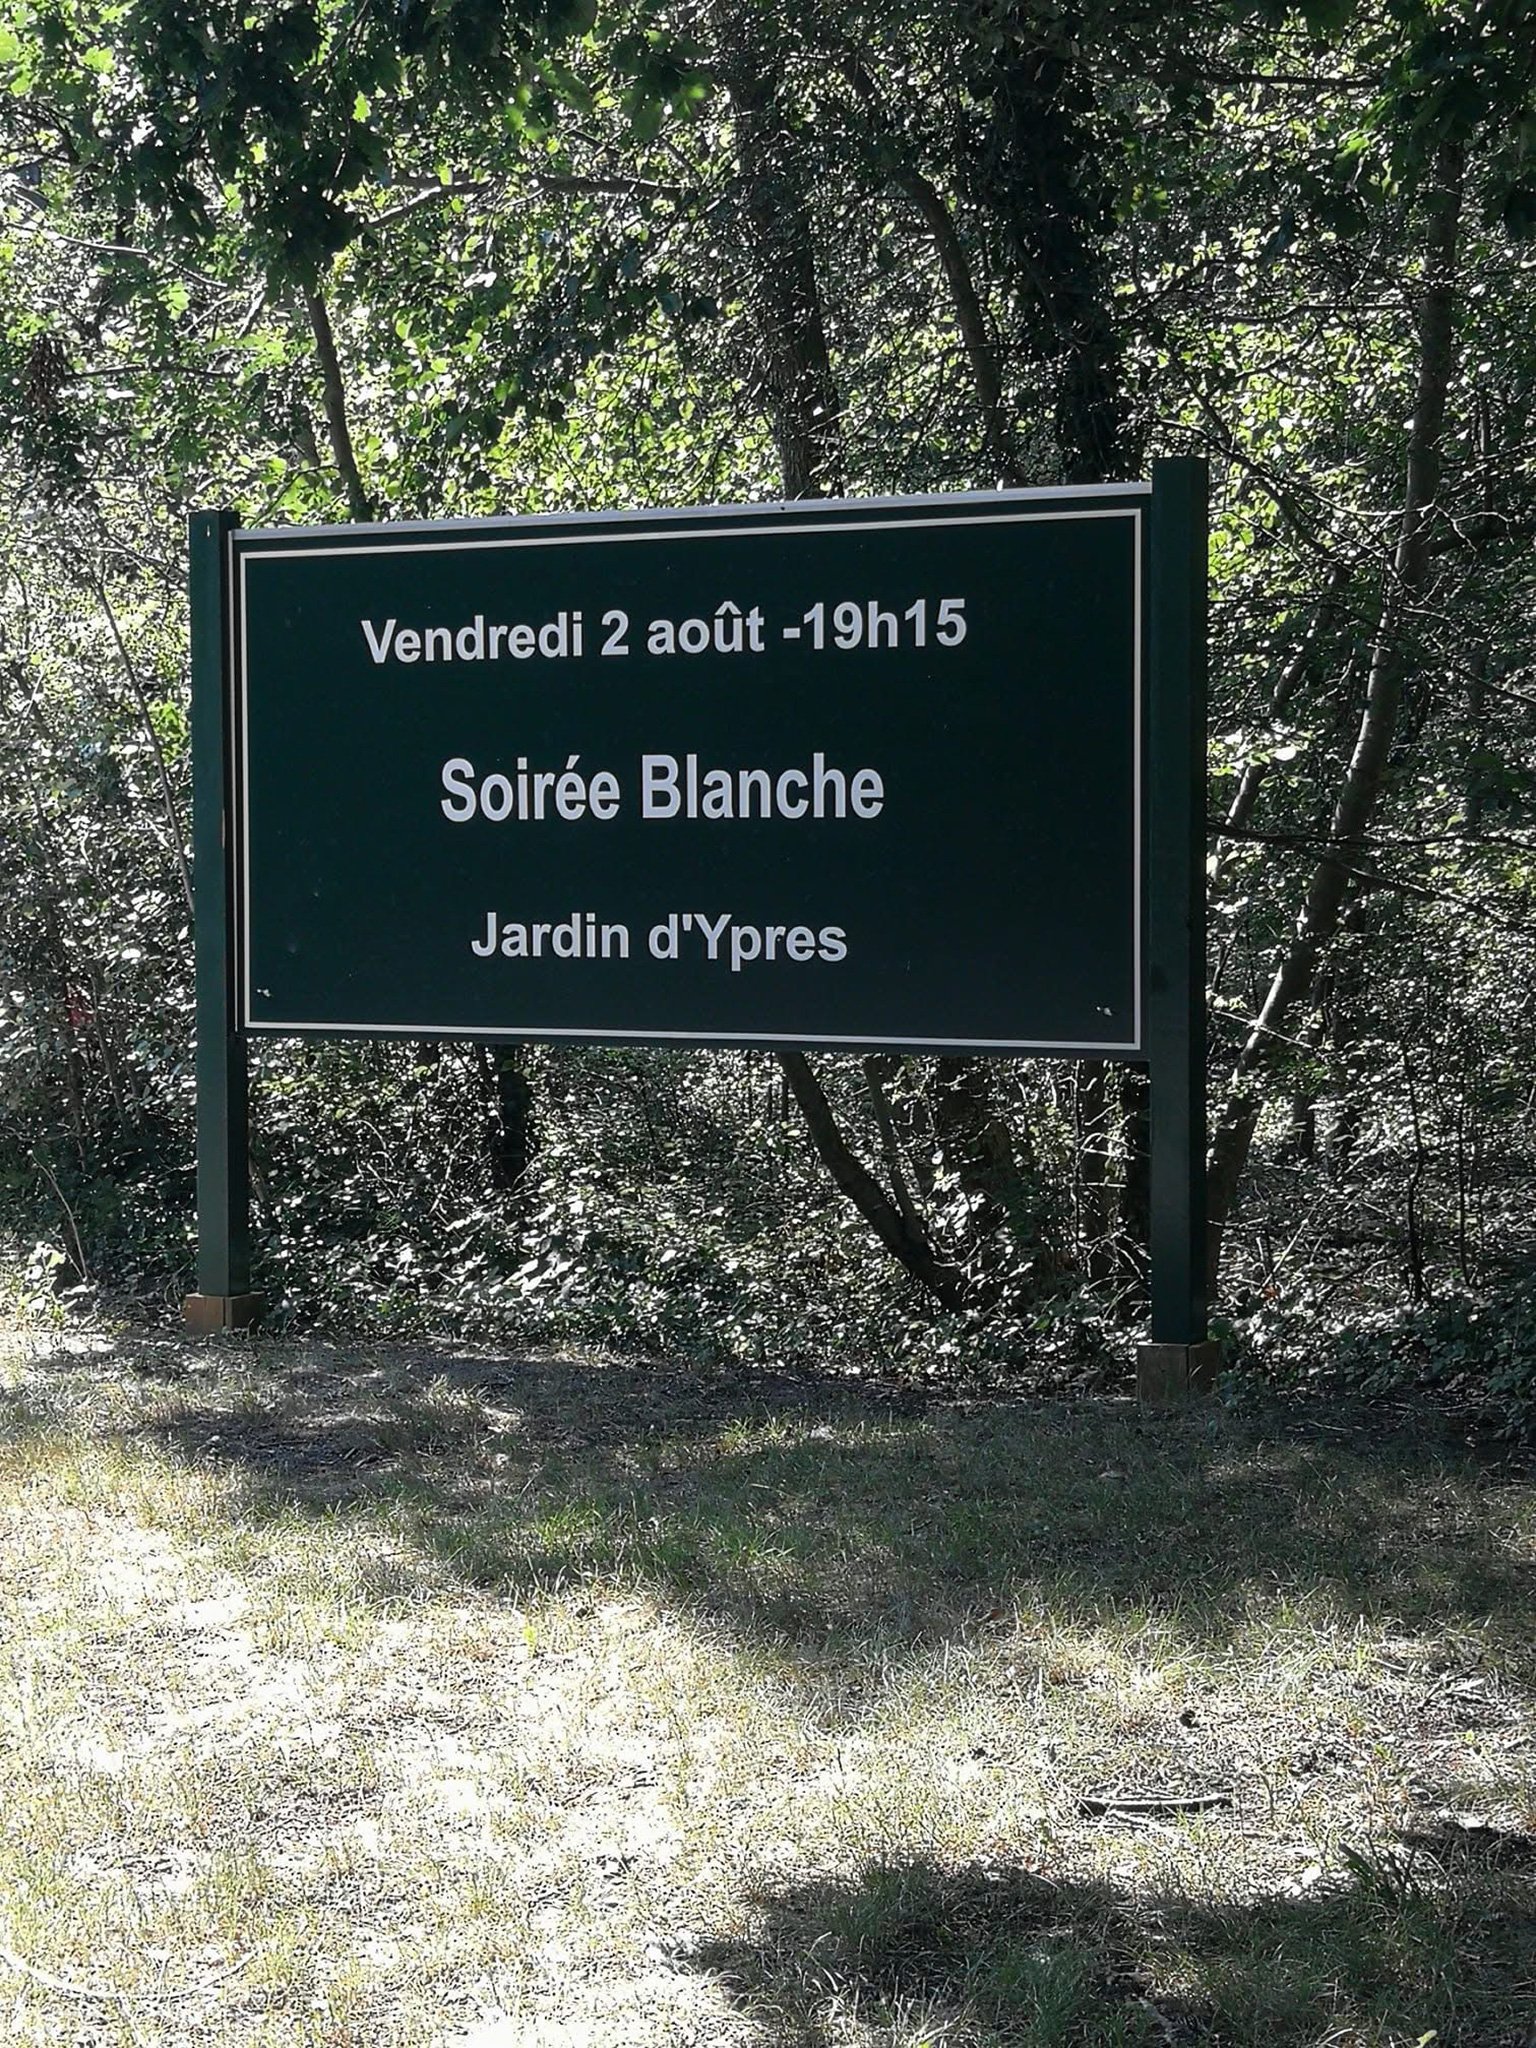 Vendredi 2 août -19h15
Soirée Blanche
Jardin d'Ypres